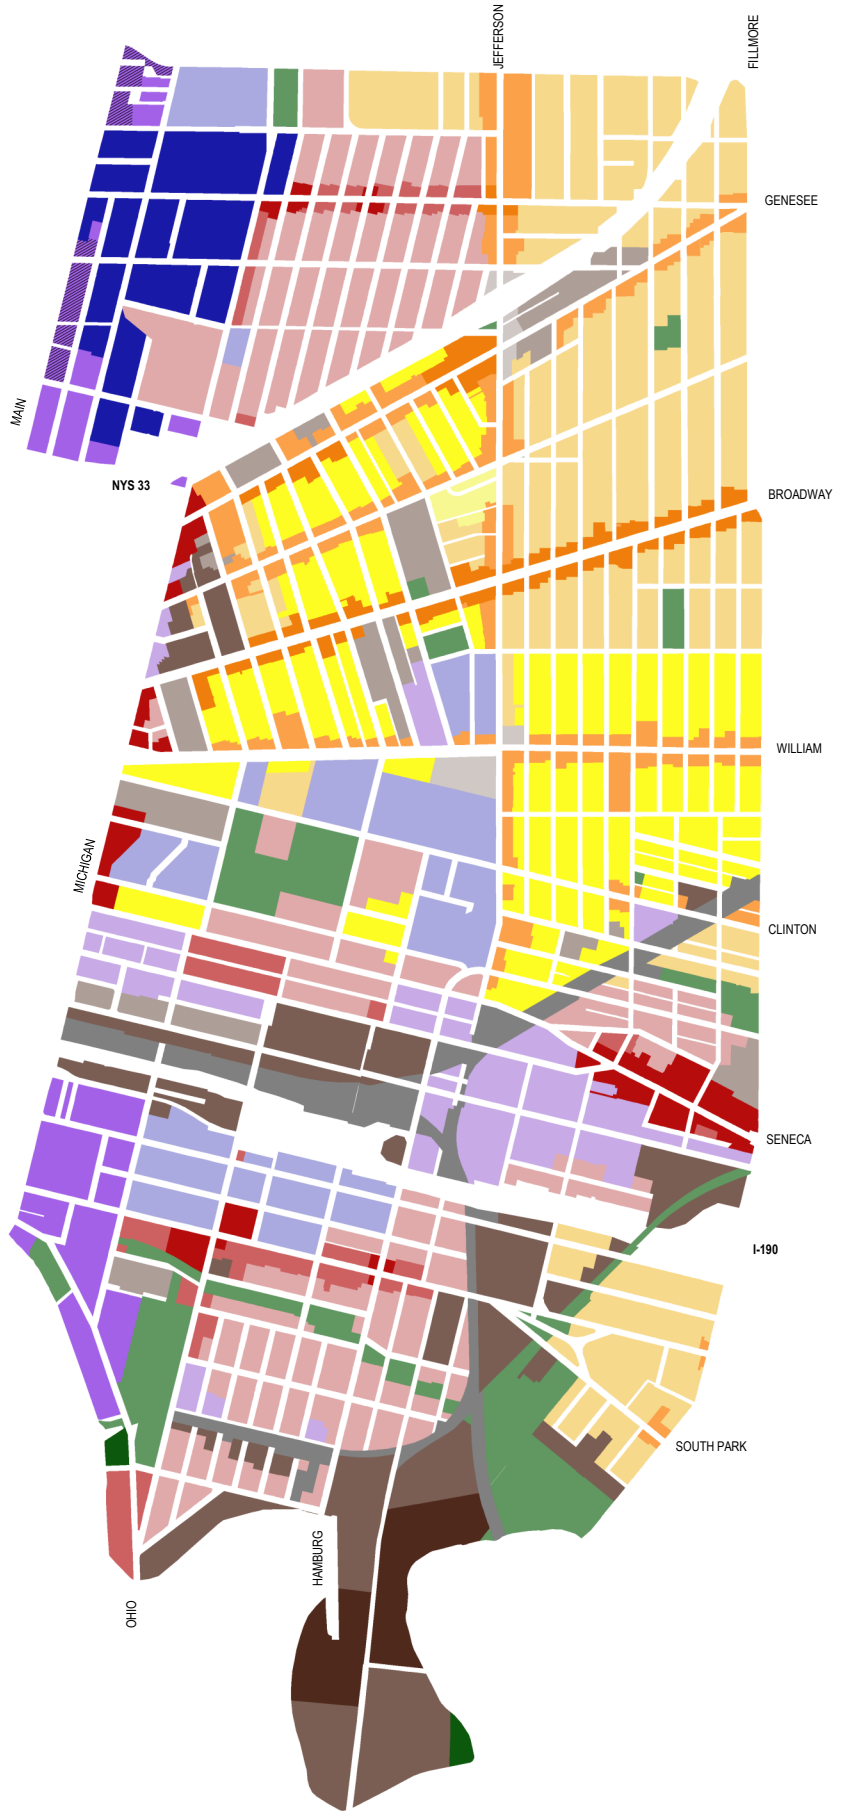 JEFFERSON
FILLMORE
GENESEE
MAIN
NYS 33
BROADWAY
WILLIAM
MICHIGAN
CLINTON
SENECA
I-190
SOUTH PARK
HAMBURG
OHIO